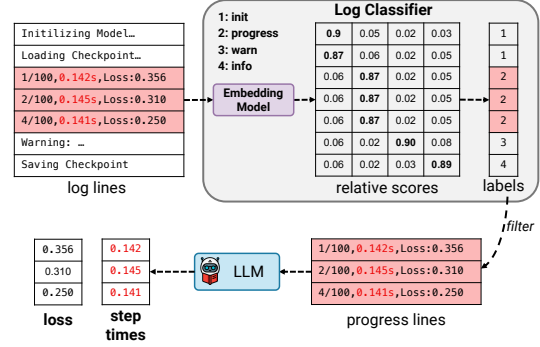 Log Classifier
1: init
2: progress
3: warn
4: info
Initilizing Model…
Loading Checkpoint…
1/100,0.142s,Loss:0.356
2/100,0.145s,Loss:0.310
4/100,0.141s,Loss:0.250
Warning: …
Saving Checkpoint
log lines
Embedding
Model
0.9 0.05 0.02 0.03
0.87 0.06 0.02 0.05
0.06 0.87 0.02 0.05
0.06 0.87 0.02 0.05
0.06 0.87 0.02 0.05
0.06 0.02 0.90 0.08
0.06 0.02 0.03 0.89
relative scores
1
1
2
2
2
3
4
labels
filter
1/100,0.142s,Loss:0.356
2/100,0.145s,Loss:0.310
4/100,0.141s,Loss:0.250
progress lines
LLM
0.142
0.145
0.141
step
times
0.356
0.310
0.250
loss